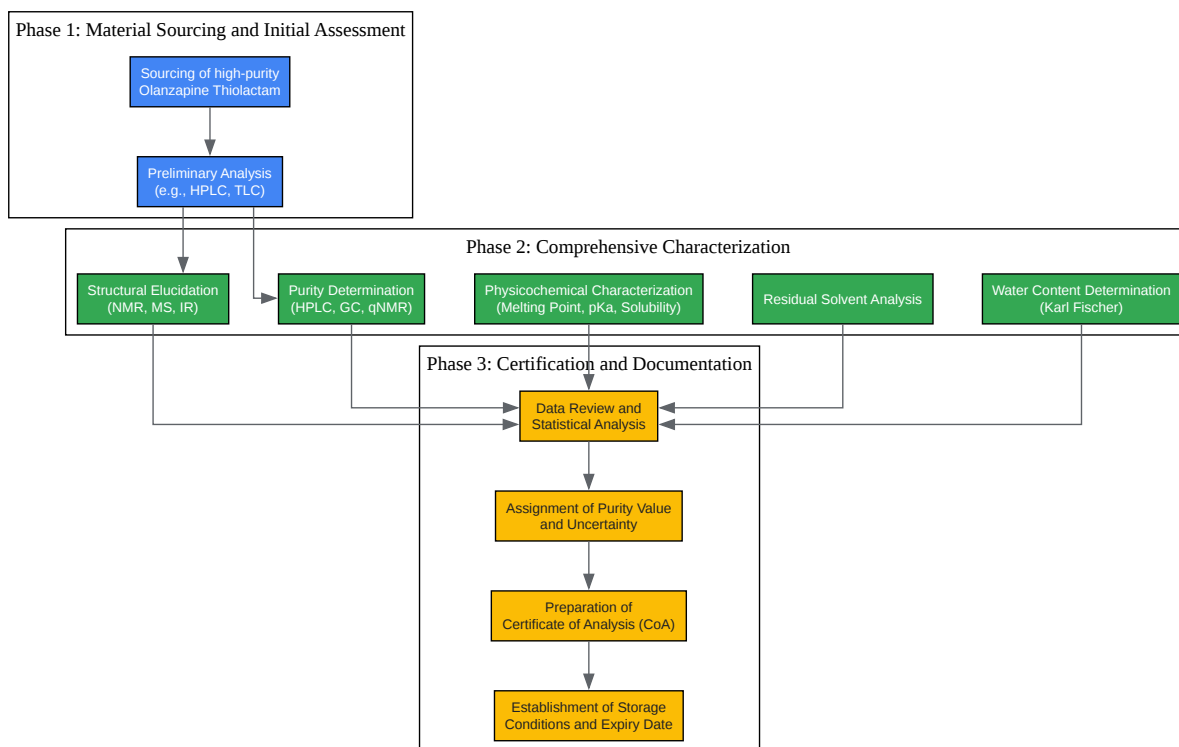 Phase 1: Material Sourcing and Initial Assessment
Sourcing of high-purity
Olanzapine Thiolactam
Preliminary Analysis
(e.g., HPLC, TLC)
Phase 2: Comprehensive Characterization
Structural Elucidation
(NMR, MS, IR)
Purity Determination
(HPLC, GC, qNMR)
Physicochemical Characterization
(Melting Point, pKa, Solubility)
Residual Solvent Analysis
Water Content Determination
(Karl Fischer)
Phase 3: Certification and Documentation
Data Review and
Statistical Analysis
Assignment of Purity Value
and Uncertainty
Preparation of
Certificate of Analysis (CoA)
Establishment of Storage
Conditions and Expiry Date